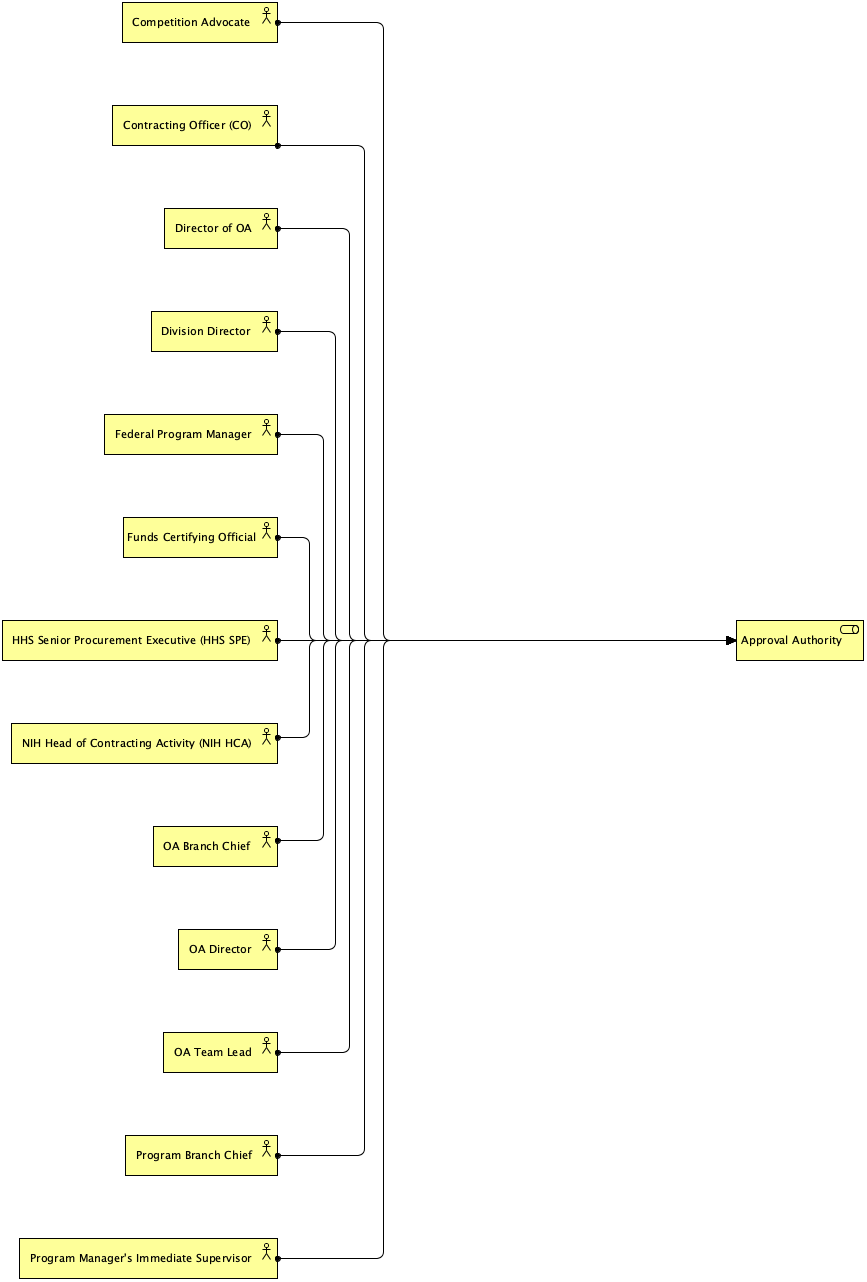 Competition Advocate
Contracting Officer (CO)
Director of OA
Division Director
Federal Program Manager
Funds Certifying Official
HHS Senior Procurement Executive (HHS SPE)
Approval Authority
NIH Head of Contracting Activity (NIH HCA)
OA Branch Chief
OA Director
OA Team Lead
Program Branch Chief
Program Manager's Immediate Supervisor